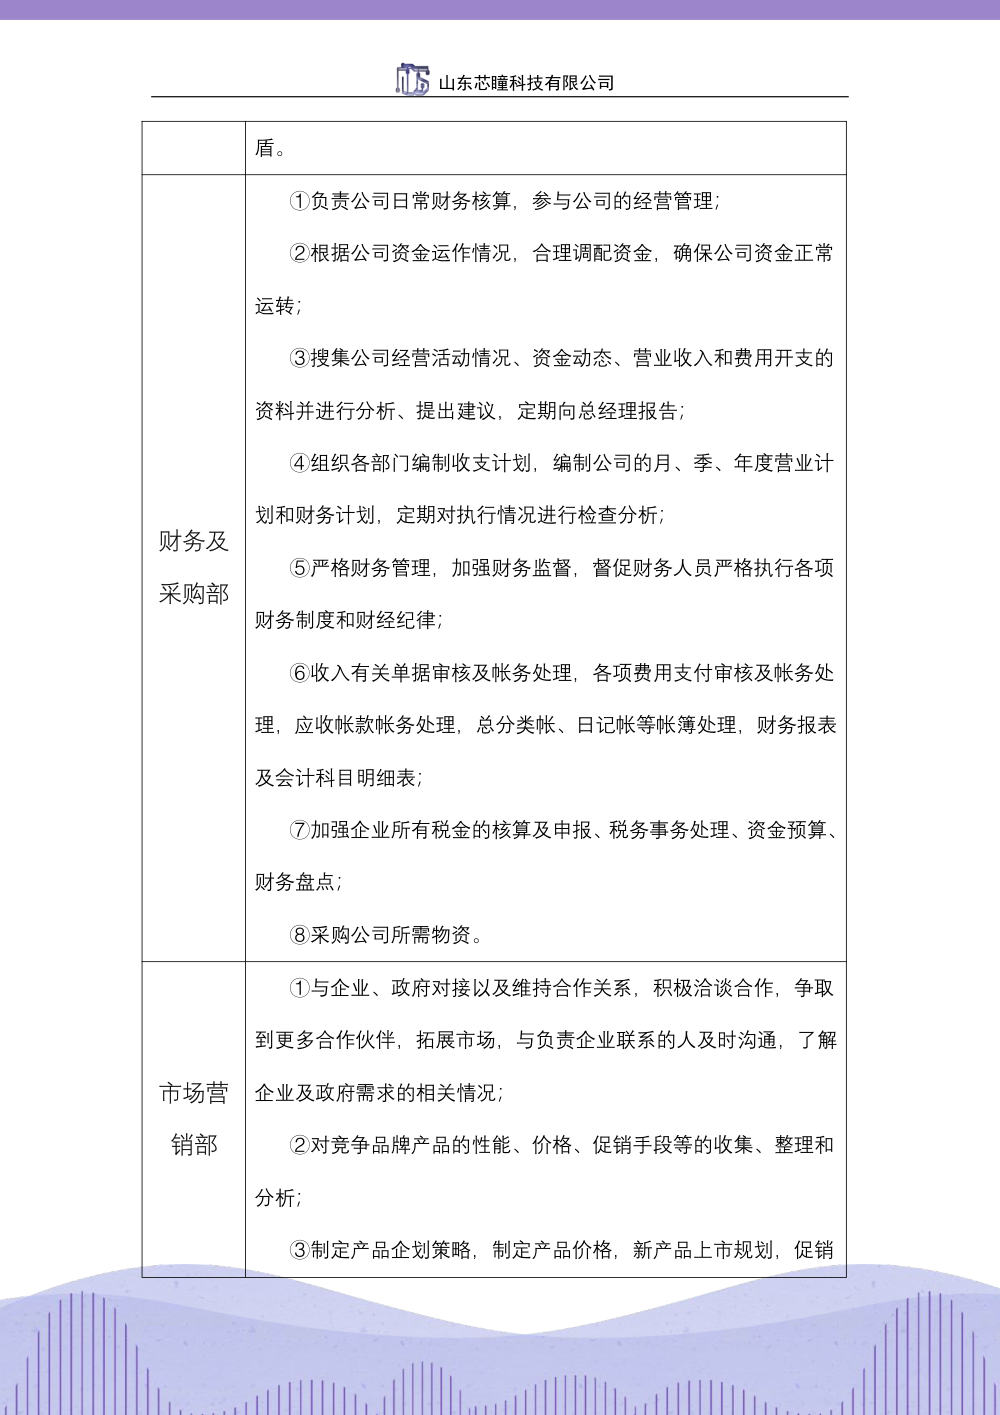 山东芯瞳科技有限公司
盾。
①负责公司日常财务核算，参与公司的经营管理；
②根据公司资金运作情况，合理调配资金，确保公司资金正常
运转；
③搜集公司经营活动情况、资金动态、营业收入和费用开支的
资料并进行分析、提出建议，定期向总经理报告；
④组织各部门编制收支计划，编制公司的月、季、年度营业计
划和财务计划，定期对执行情况进行检查分析；
财务及
采购部
⑤严格财务管理，加强财务监督，督促财务人员严格执行各项
财务制度和财经纪律；
⑥收入有关单据审核及帐务处理，各项费用支付审核及帐务处
理，应收帐款帐务处理，总分类帐、日记帐等帐簿处理，财务报表
及会计科目明细表；
⑦加强企业所有税金的核算及申报、税务事务处理、资金预算、
财务盘点；
⑧采购公司所需物资。
市场营
销部
①与企业、政府对接以及维持合作关系，积极洽谈合作，争取
到更多合作伙伴，拓展市场，与负责企业联系的人及时沟通，了解
企业及政府需求的相关情况；
②对竞争品牌产品的性能、价格、促销手段等的收集、整理和
分析；
③制定产品企划策略，制定产品价格，新产品上市规划，促销